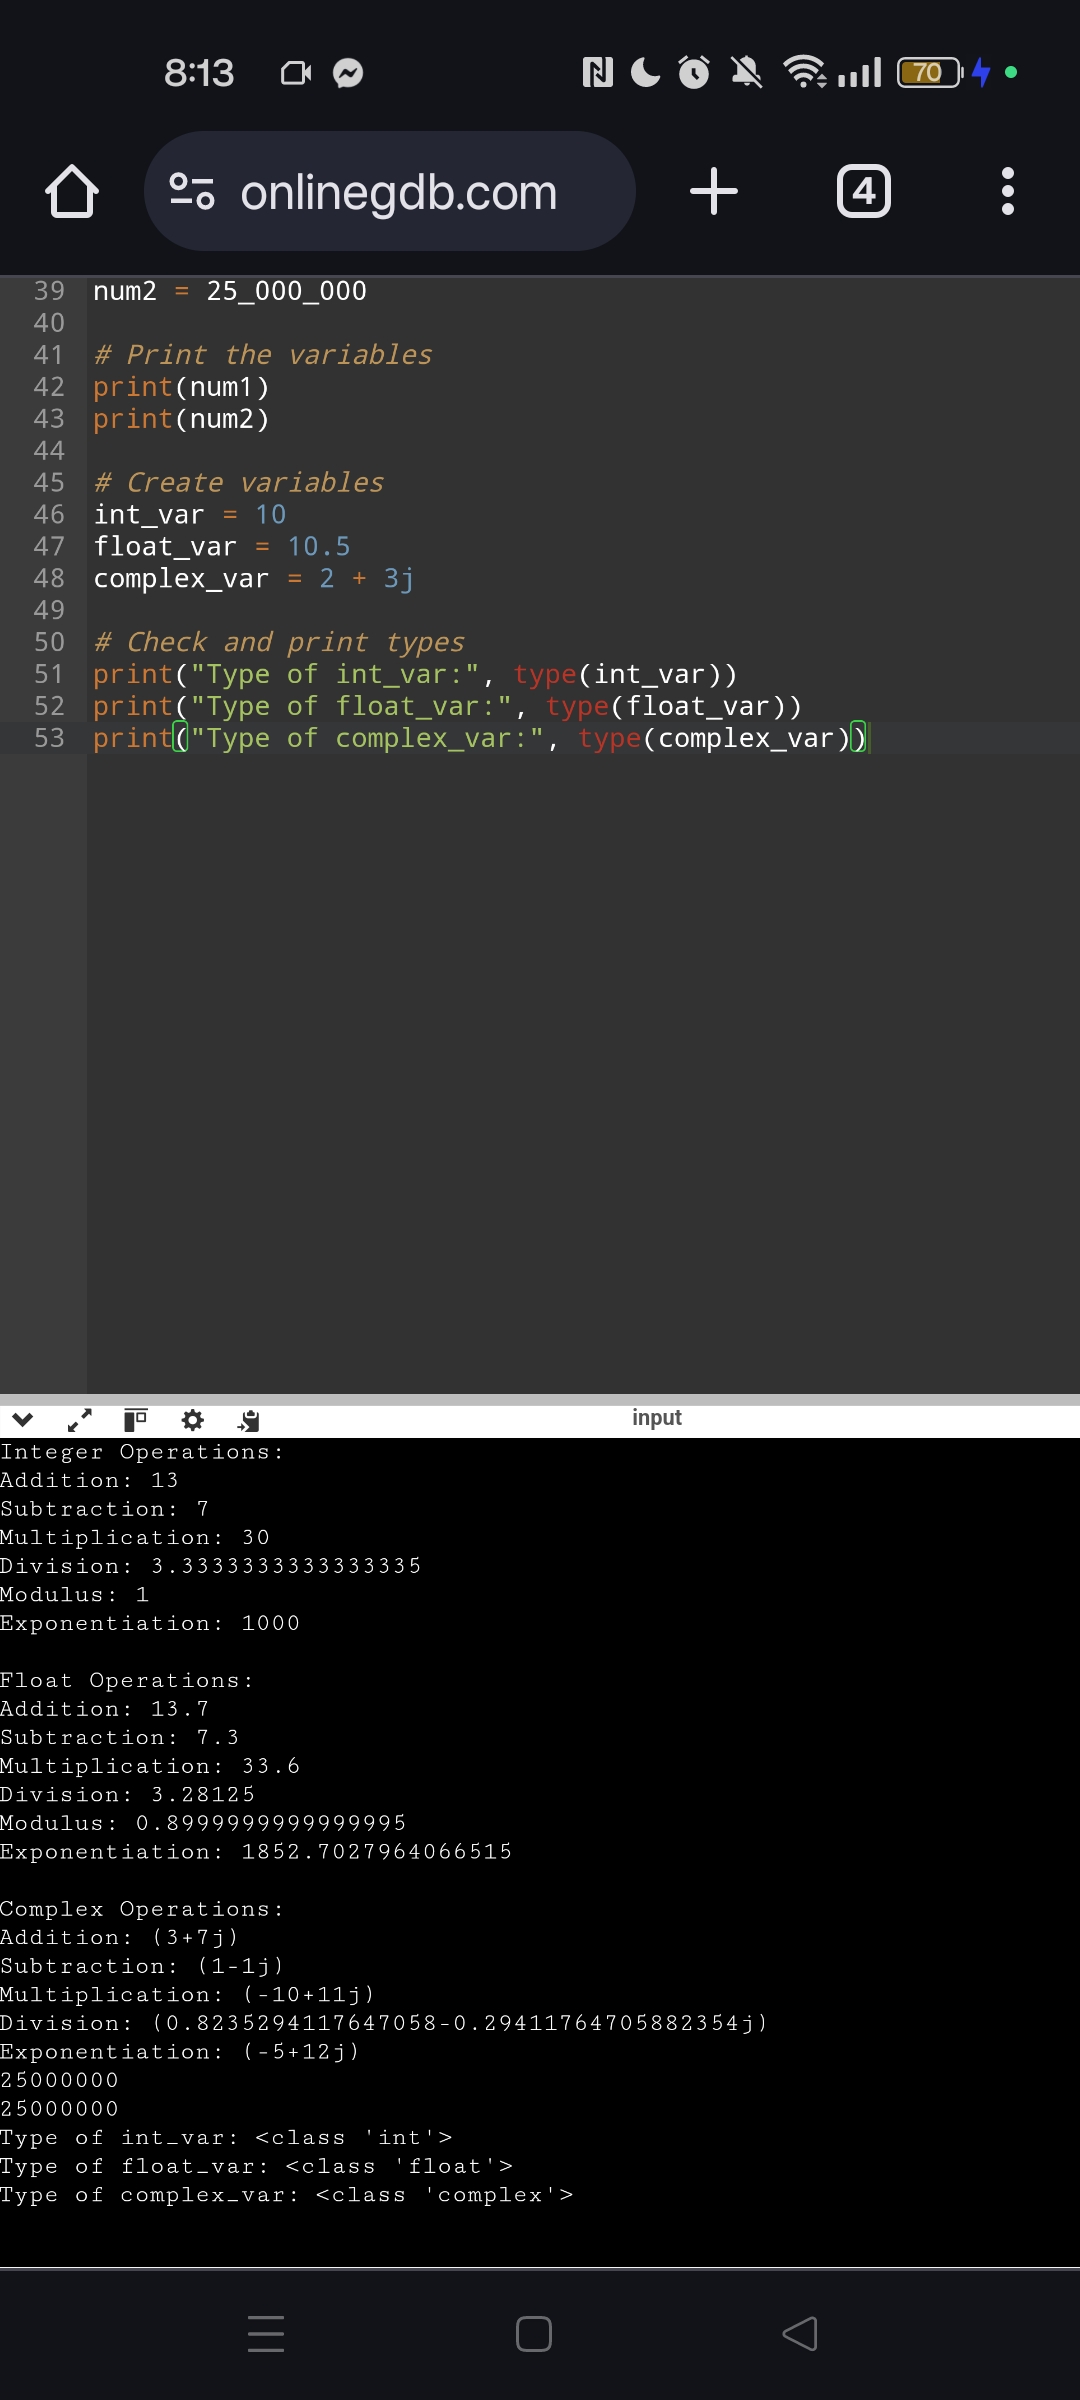 8:13
70
onlinegdb.com
4
39 num2 = 25_000_000
40
41 # Print the variables
42 print(num1)
43 print(num2)
44
45 # Create variables
46 int_var = 10
47 float_var = 10.5
48 complex_var = 2 + 3j
49
50 # Check and print types
51 print("Type of int_var:", type(int_var))
52 print("Type of float_var:", type(float_var))
53 print("Type of complex_var:", type(complex_var))
input
Integer Operations:
Addition: 13
Subtraction: 7
Multiplication: 30
Division: 3.3333333333333335
Modulus: 1
Exponentiation: 1000
Float Operations:
Addition: 13.7
Subtraction: 7.3
Multiplication: 33.6
Division: 3.28125
Modulus: 0.8999999999999995
Exponentiation: 1852.7027964066515
Complex Operations:
Addition: (3+7j)
Subtraction: (1-1j)
Multiplication: (-10+11j)
Division: (0.8235294117647058-0.29411764705882354j)
Exponentiation: (-5+12j)
25000000
25000000
Type of int_var: <class 'int'>
Type of float_var: <class 'float'>
Type of complex_var: <class 'complex'>